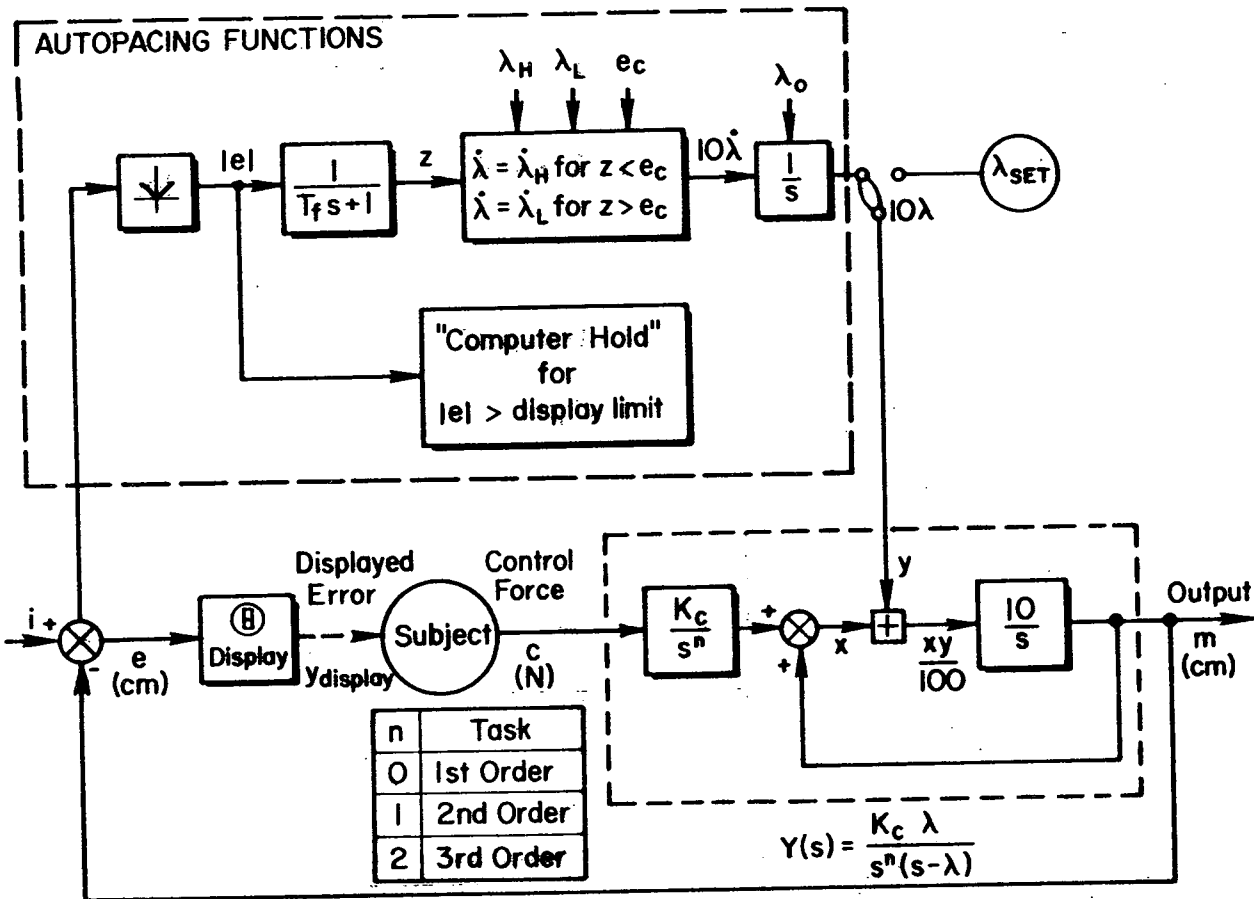 AUTOPACING FUNCTIONS
λH λL eC
λo
|e|
1
Tf s+1
z
λ̇ = λ̇H for z < eC
λ̇ = λ̇L for z > eC
10λ̇
1
s
10λ
λSET
"Computer Hold"
for
|e| > display limit
i +
-
e
(cm)
Display
Displayed
Error
ydisplay
Subject
Control
Force
c
(N)
KC
sⁿ
+
+
x
y
+
xy
100
10
s
Output
m
(cm)
n Task
0 1st Order
1 2nd Order
2 3rd Order
Y(s) = KC λ
sⁿ(s-λ)